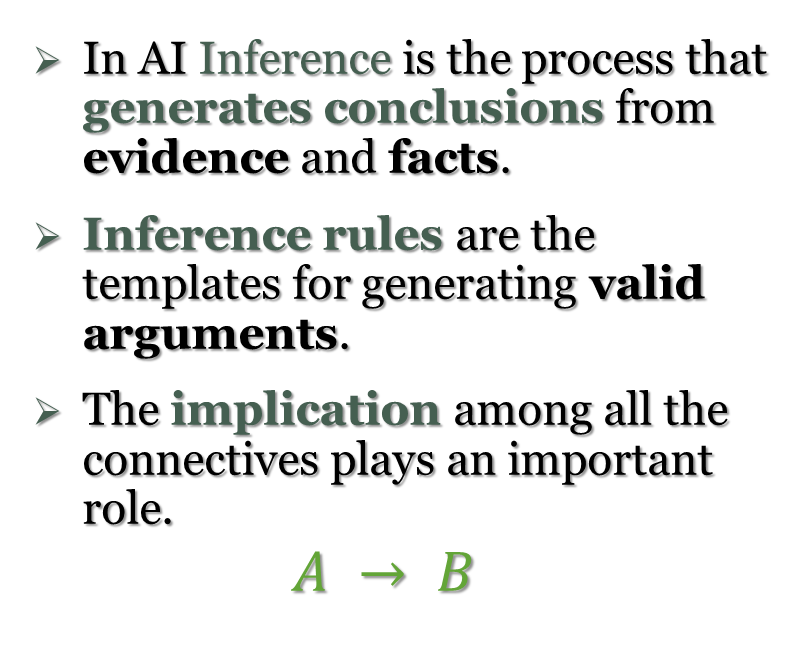 ➢ In AI Inference is the process that
generates conclusions from
evidence and facts.
➢ Inference rules are the
templates for generating valid
arguments.
➢ The implication among all the
connectives plays an important
role.
A → B